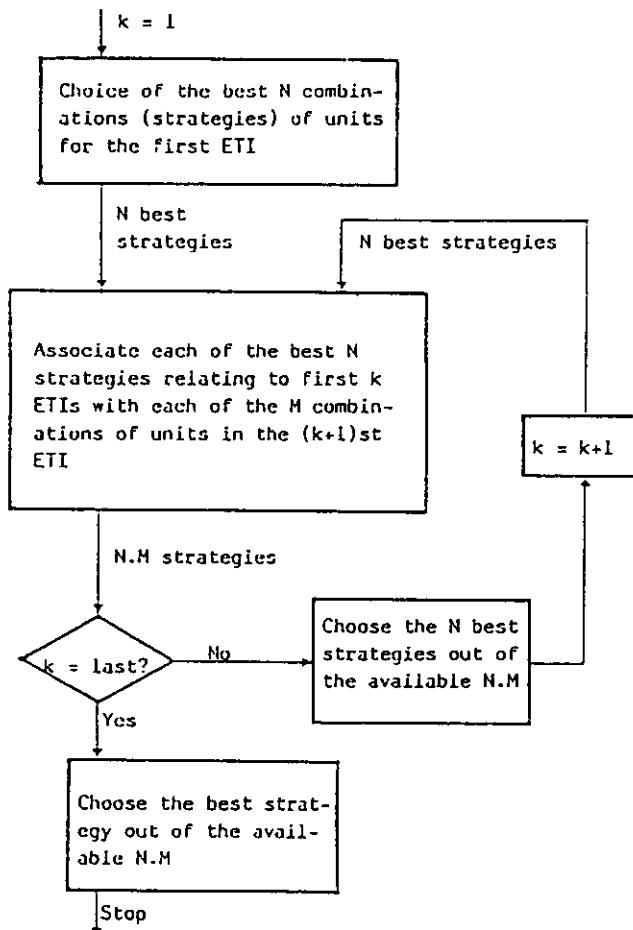 k = 1
Choice of the best N combin-
ations (strategies) of units
for the first ETI
N best
strategies
N best strategies
Associate each of the best N
strategies relating to first k
ETIs with each of the M combin-
ations of units in the (k+1)st
ETI
k = k+1
N.M strategies
k = last?
No
Choose the N best
strategies out of
the available N.M
Yes
Choose the best strat-
egy out of the avail-
able N.M
Stop